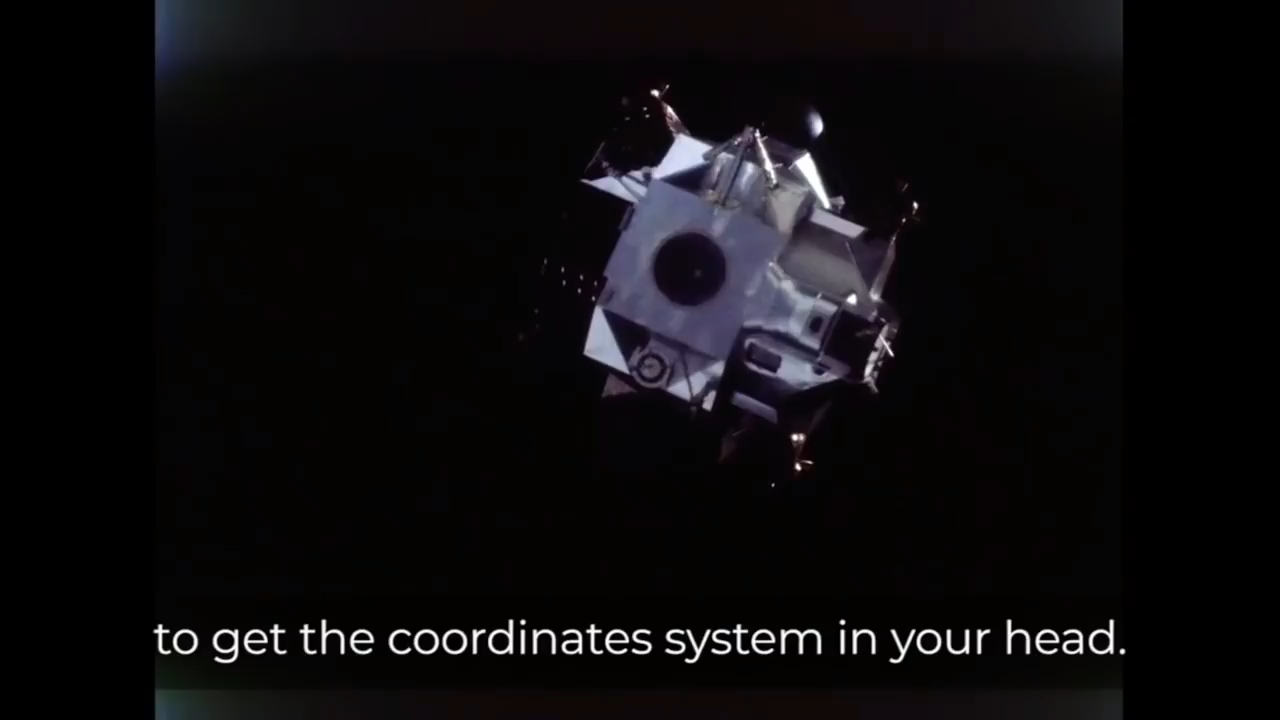 to get the coordinates system in your head.